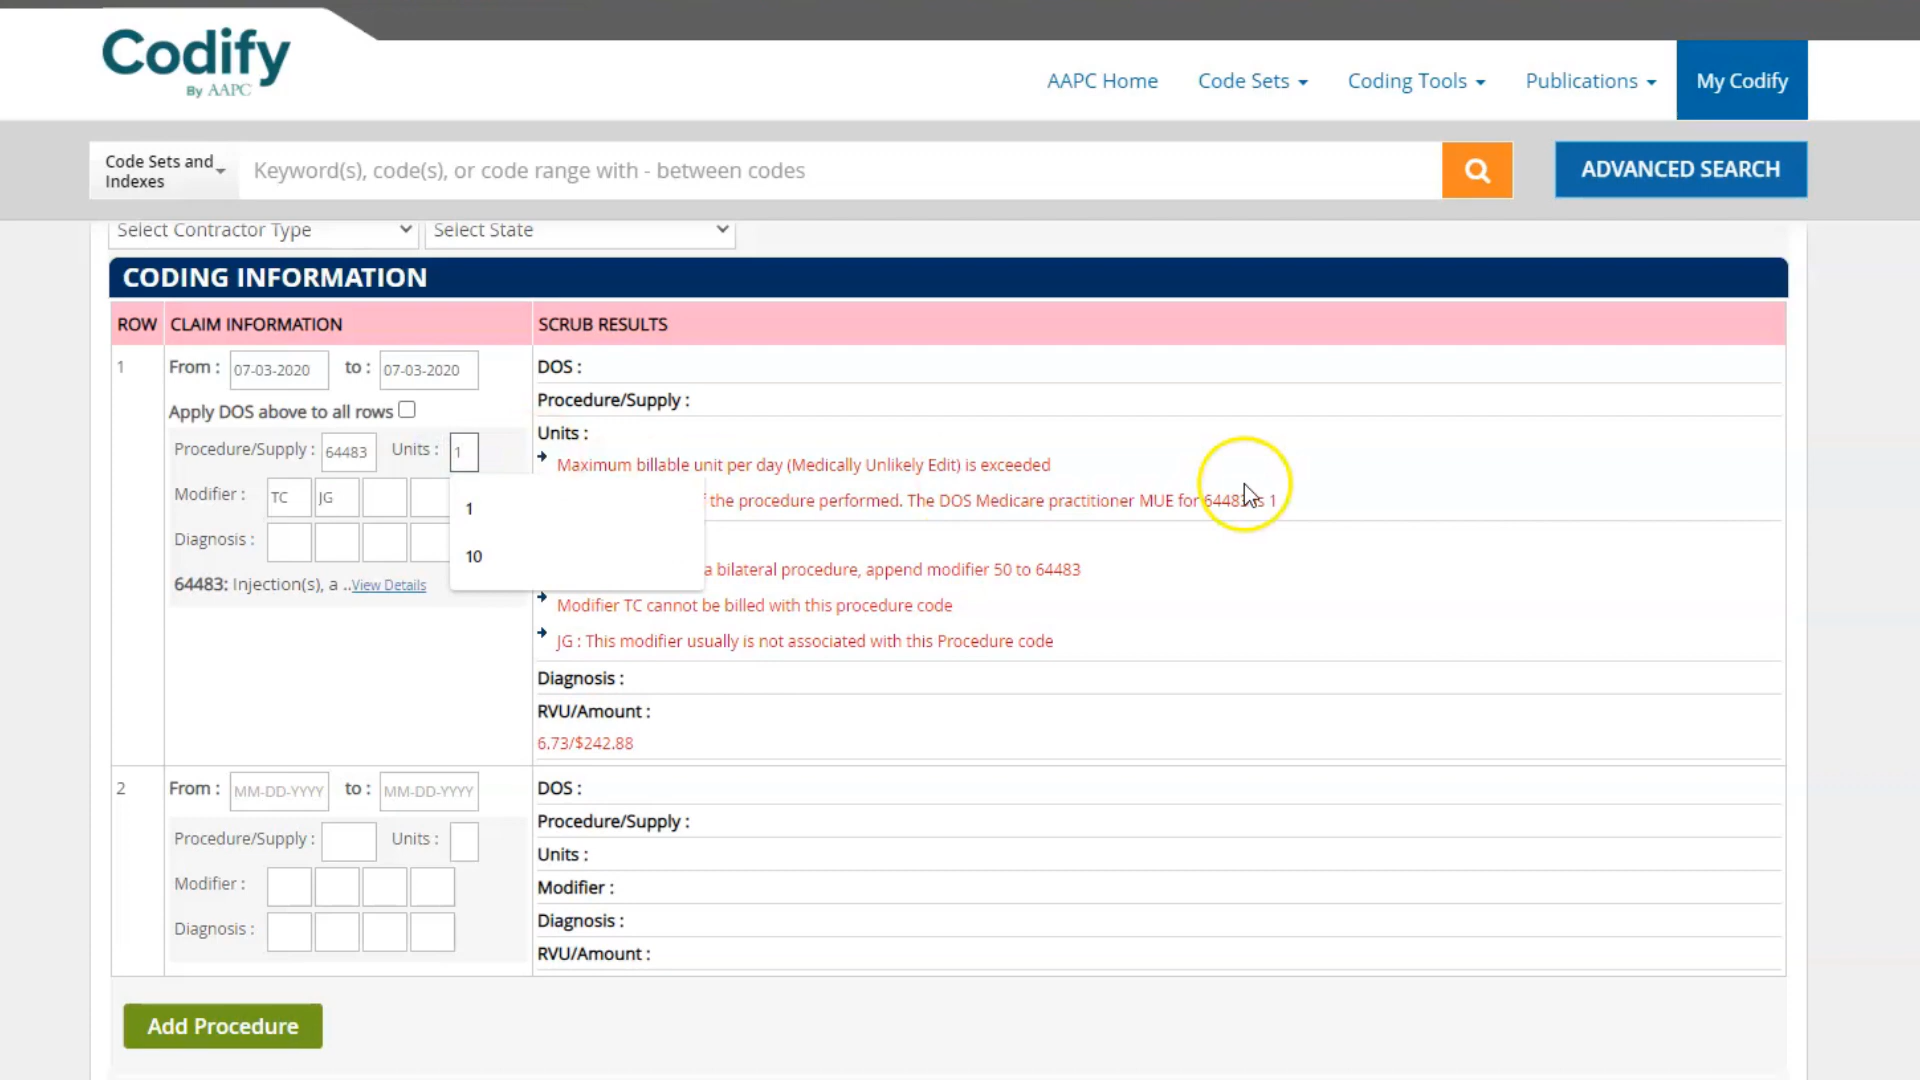 Codify
By AAPC
AAPC Home
Code Sets
Coding Tools
Publications
My Codify
Code Sets and
Indexes
Keyword(s), code(s), or code range with - between codes
ADVANCED SEARCH
Select Contractor Type
Select State
CODING INFORMATION
ROW CLAIM INFORMATION SCRUB RESULTS
1
From : 07-03-2020 to : 07-03-2020
Apply DOS above to all rows
Procedure/Supply : 64483 Units : 1
Modifier : TC JG
Diagnosis :
64483: Injection(s), a ..View Details
1
10
DOS :
Procedure/Supply :
Units :
Maximum billable unit per day (Medically Unlikely Edit) is exceeded
f the procedure performed. The DOS Medicare practitioner MUE for 64483 is 1
a bilateral procedure, append modifier 50 to 64483
Modifier TC cannot be billed with this procedure code
JG : This modifier usually is not associated with this Procedure code
Diagnosis :
RVU/Amount :
6.73/$242.88
2
From : MM-DD-YYYY to : MM-DD-YYYY
Procedure/Supply : Units :
Modifier :
Diagnosis :
DOS :
Procedure/Supply :
Units :
Modifier :
Diagnosis :
RVU/Amount :
Add Procedure